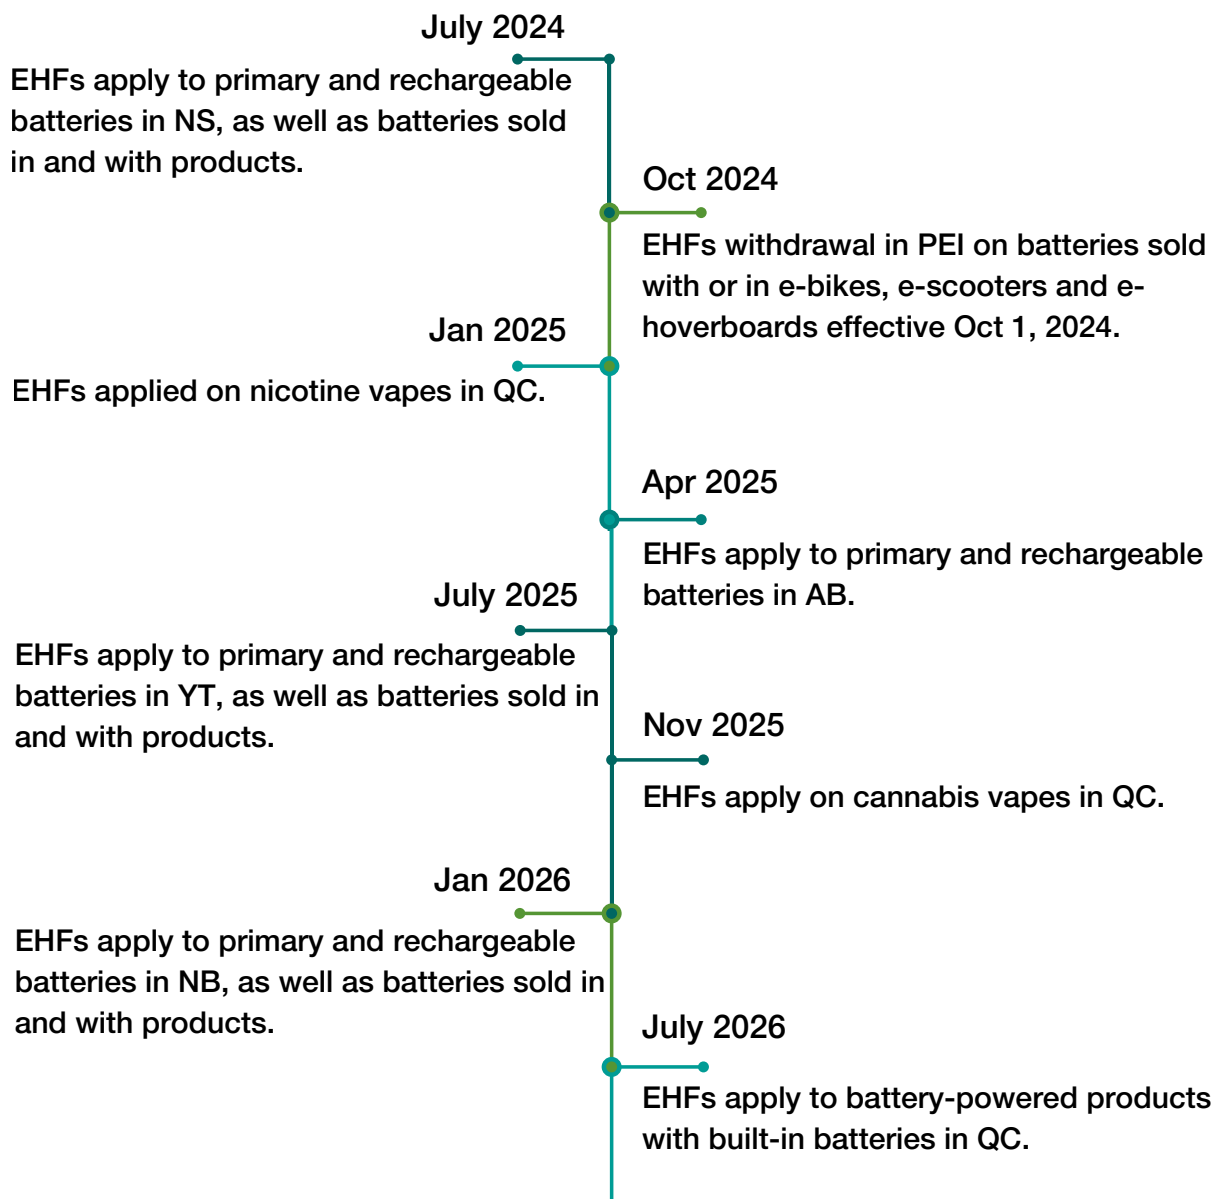 July 2024
EHFs apply to primary and rechargeable
batteries in NS, as well as batteries sold
in and with products.
Oct 2024
EHFs withdrawal in PEI on batteries sold
with or in e-bikes, e-scooters and e-
hoverboards effective Oct 1, 2024.
Jan 2025
EHFs applied on nicotine vapes in QC.
Apr 2025
EHFs apply to primary and rechargeable
batteries in AB.
July 2025
EHFs apply to primary and rechargeable
batteries in YT, as well as batteries sold in
and with products.
Nov 2025
EHFs apply on cannabis vapes in QC.
Jan 2026
EHFs apply to primary and rechargeable
batteries in NB, as well as batteries sold in
and with products.
July 2026
EHFs apply to battery-powered products
with built-in batteries in QC.